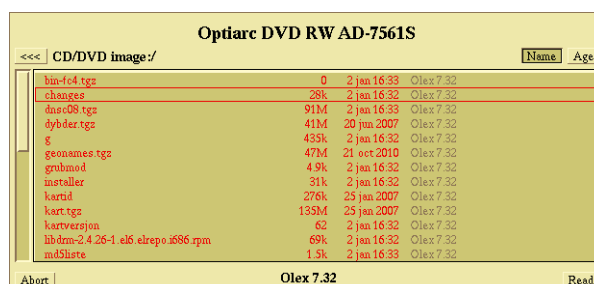 Optiarc DVD RW AD-7561S
<<< CD/DVD image:/ Name Age
bin-fc4.tgz 0 2 jan 16:33 Olex 7.32
changes 28k 2 jan 16:32 Olex 7.32
dnsc08.tgz 91M 2 jan 16:33 Olex 7.32
dybder.tgz 41M 20 jun 2007 Olex 7.32
g 435k 2 jan 16:32 Olex 7.32
geonames.tgz 47M 21 oct 2010 Olex 7.32
grubmod 4.9k 2 jan 16:32 Olex 7.32
installer 31k 2 jan 16:32 Olex 7.32
kartid 276k 25 jan 2007 Olex 7.32
kart.tgz 135M 25 jan 2007 Olex 7.32
kartversjon 62 2 jan 16:32 Olex 7.32
libdrm-2.4.26-1.el6.elrepo.i686.rpm 69k 2 jan 16:32 Olex 7.32
md5liste 1.5k 2 jan 16:33 Olex 7.32
Abort Olex 7.32 Read